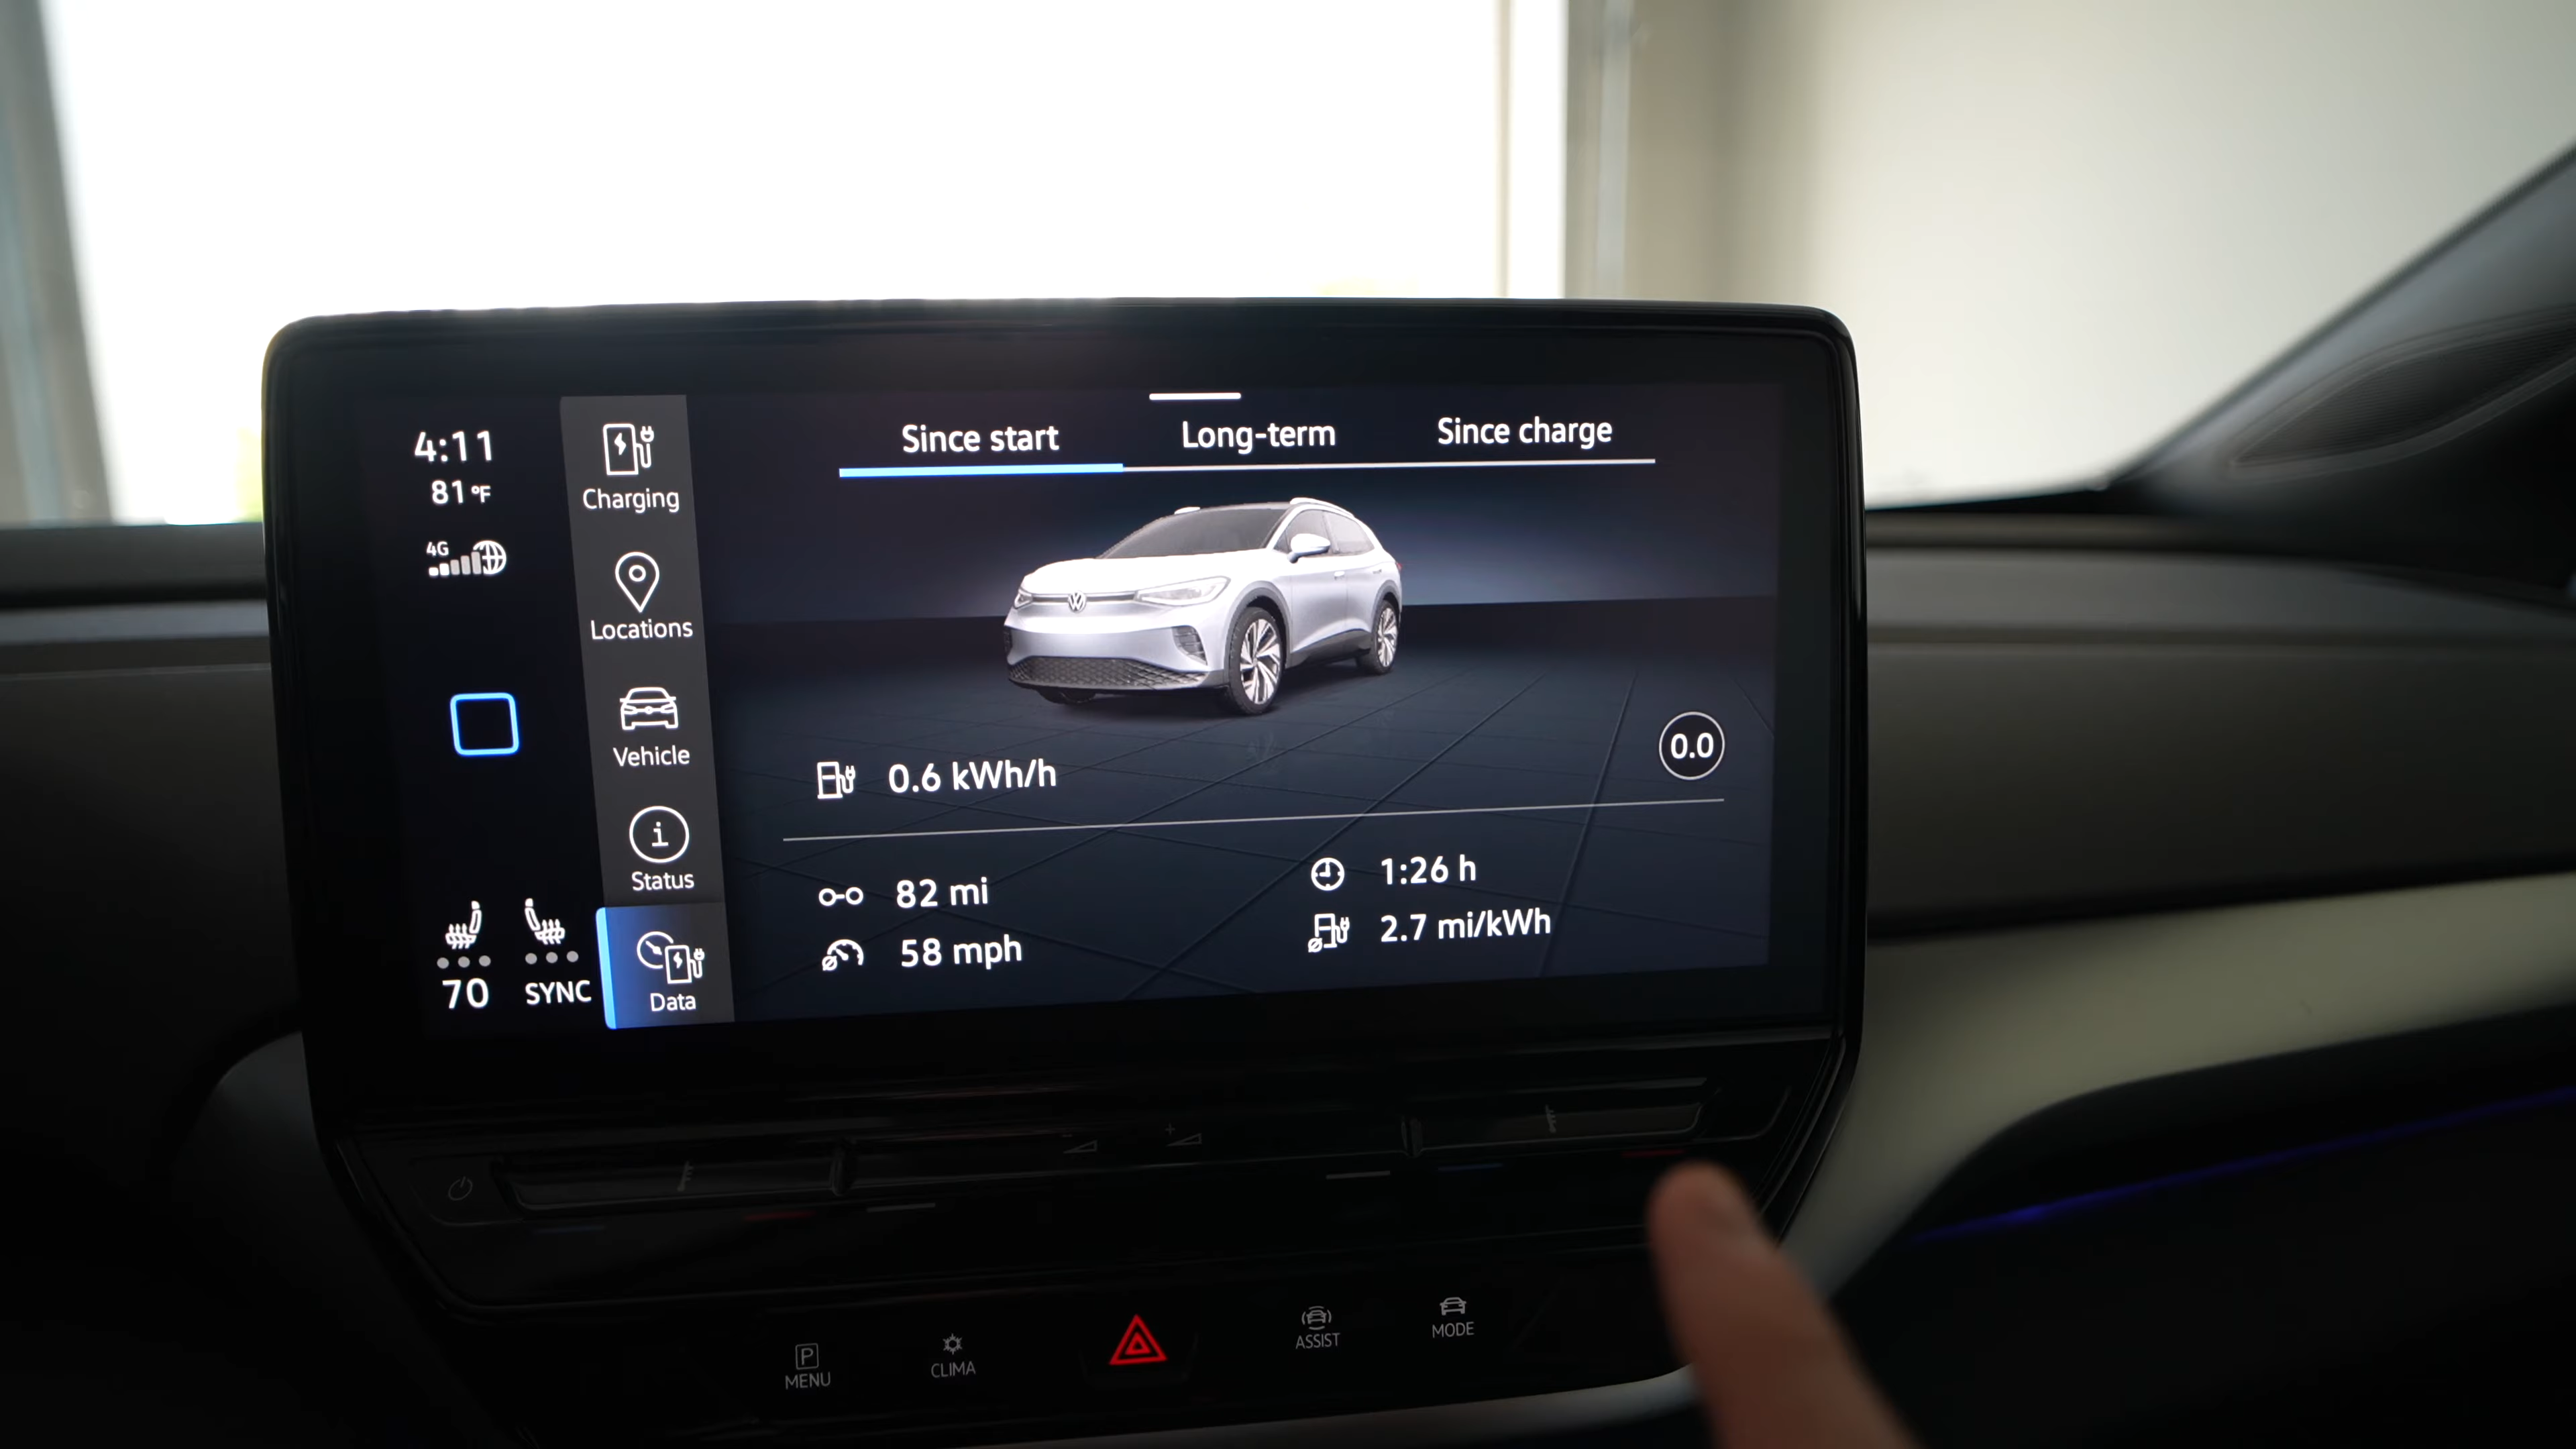 4:11
81 °F
4G
70
SYNC
Charging
Locations
Vehicle
Status
Data
Since start
Long-term
Since charge
0.6 kWh/h
0.0
82 mi
1:26 h
58 mph
2.7 mi/kWh
P
MENU
CLIMA
ASSIST
MODE